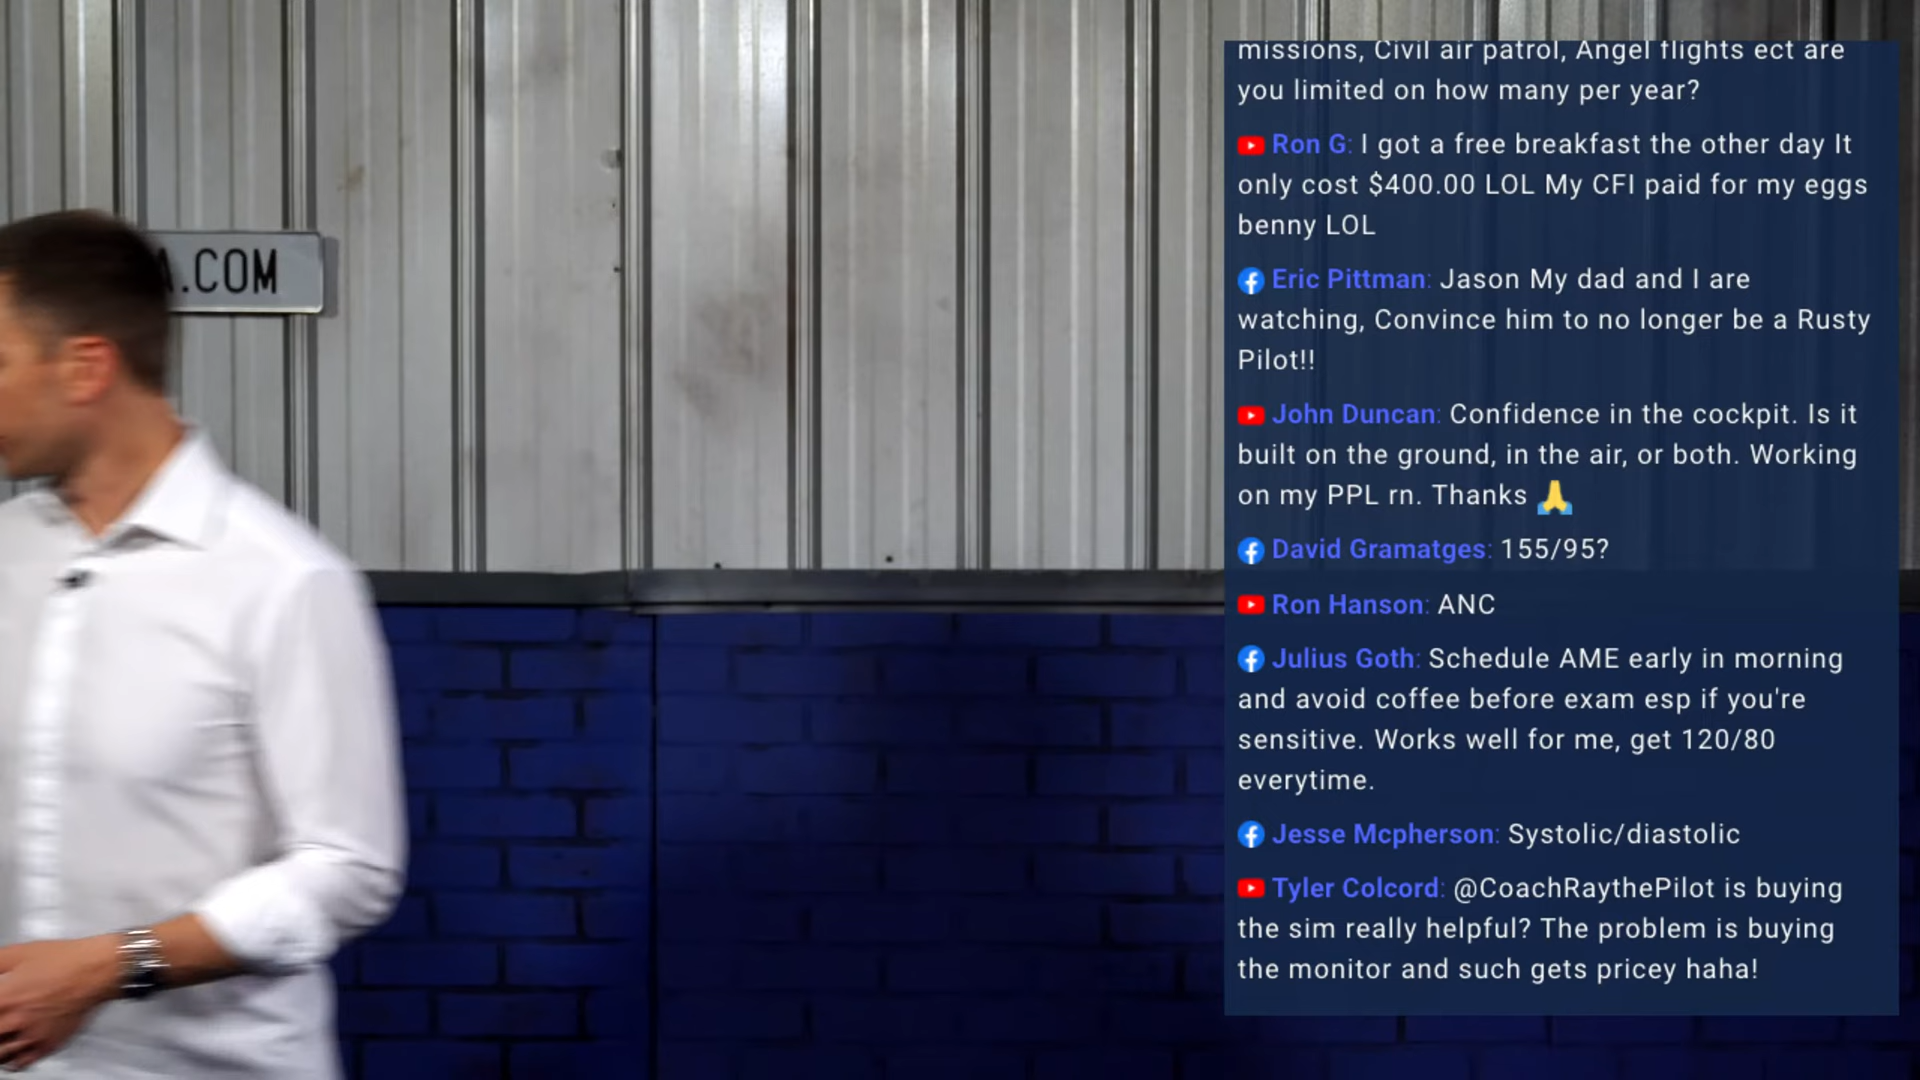 missions, Civil air patrol, Angel flights ect are
you limited on how many per year?
Ron G: I got a free breakfast the other day It
only cost $400.00 LOL My CFI paid for my eggs
benny LOL
.COM
Eric Pittman: Jason My dad and I are
watching, Convince him to no longer be a Rusty
Pilot!!
John Duncan: Confidence in the cockpit. Is it
built on the ground, in the air, or both. Working
on my PPL rn. Thanks 🙏
David Gramatges: 155/95?
Ron Hanson: ANC
Julius Goth: Schedule AME early in morning
and avoid coffee before exam esp if you're
sensitive. Works well for me, get 120/80
everytime.
Jesse Mcpherson: Systolic/diastolic
Tyler Colcord: @CoachRaythePilot is buying
the sim really helpful? The problem is buying
the monitor and such gets pricey haha!